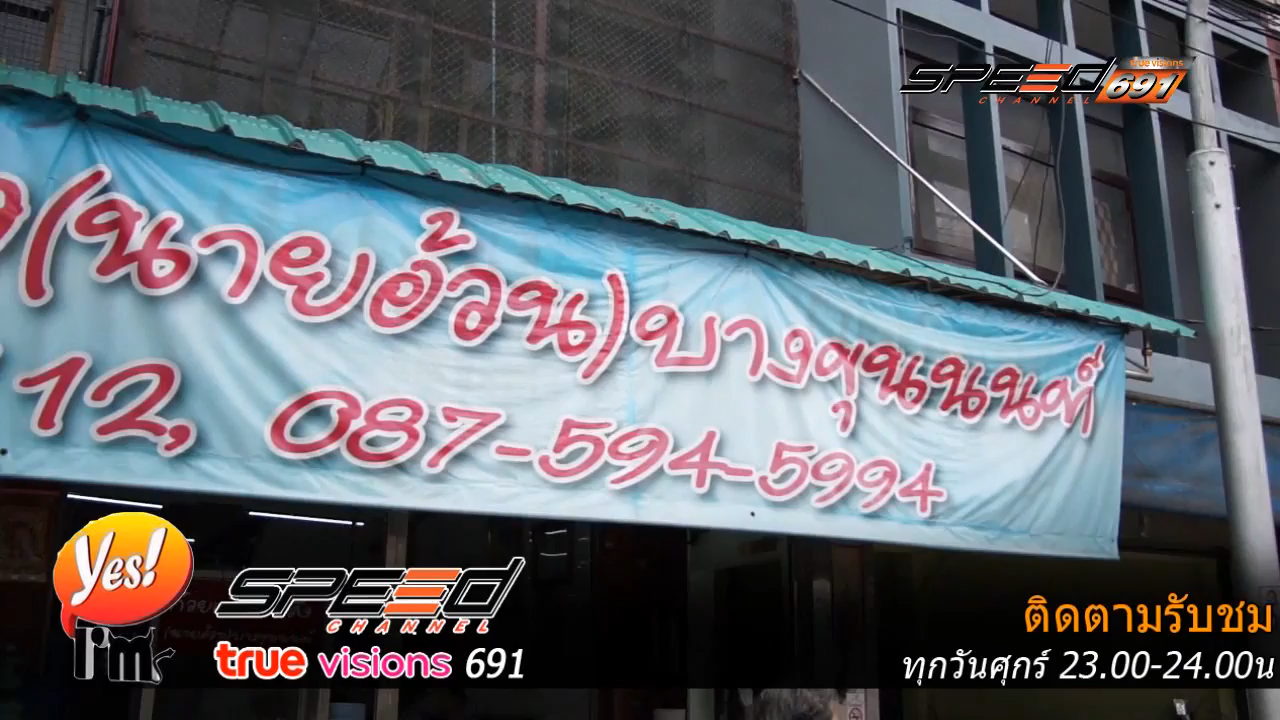 true visions
SPEED 691
CHANNEL
(นายอ้วน) บางขุนนนท์
12, 087-594-5994
Yes!
I'm
SPEED
CHANNEL
true visions 691
ติดตามรับชม
ทุกวันศุกร์ 23.00-24.00น